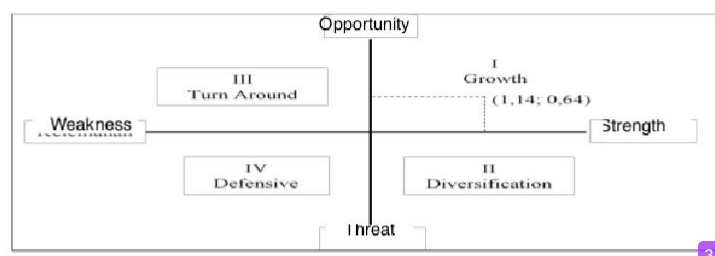 Opportunity
I
Growth
III
Turn Around
(1,14; 0,64)
Weakness
Strength
IV
Defensive
II
Diversification
Threat
3